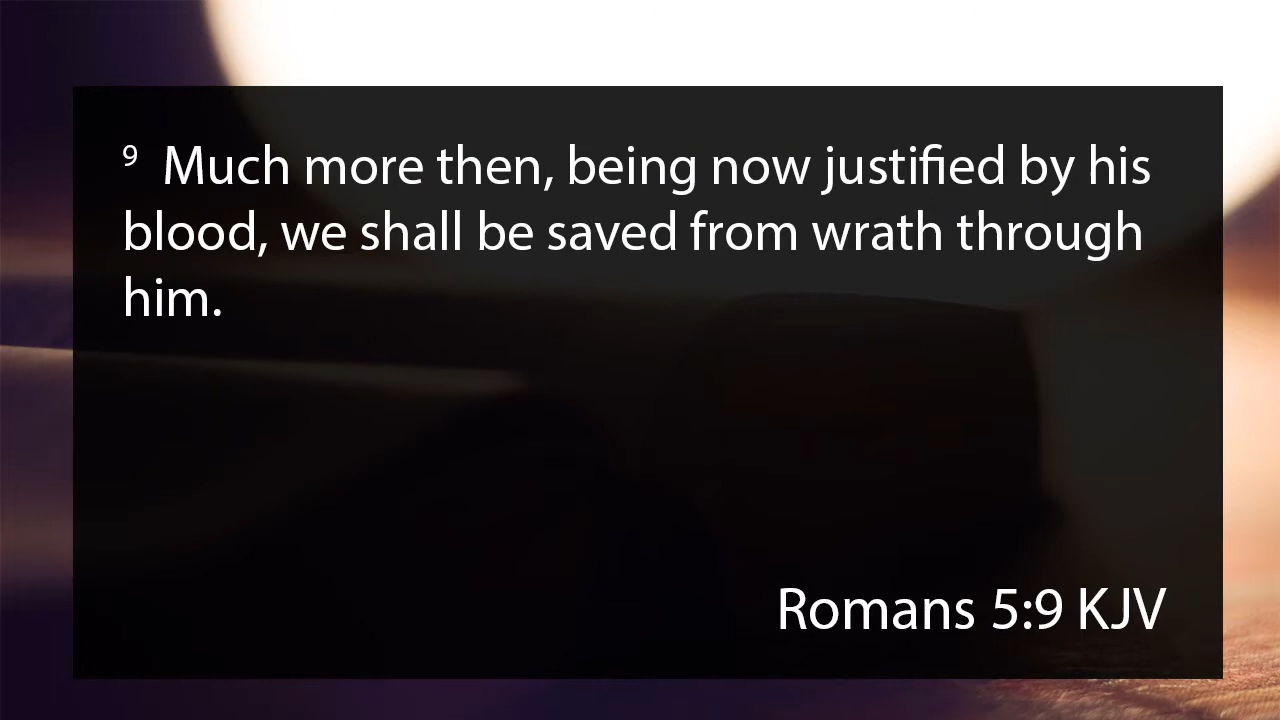 9 Much more then, being now justified by his
blood, we shall be saved from wrath through
him.
Romans 5:9 KJV